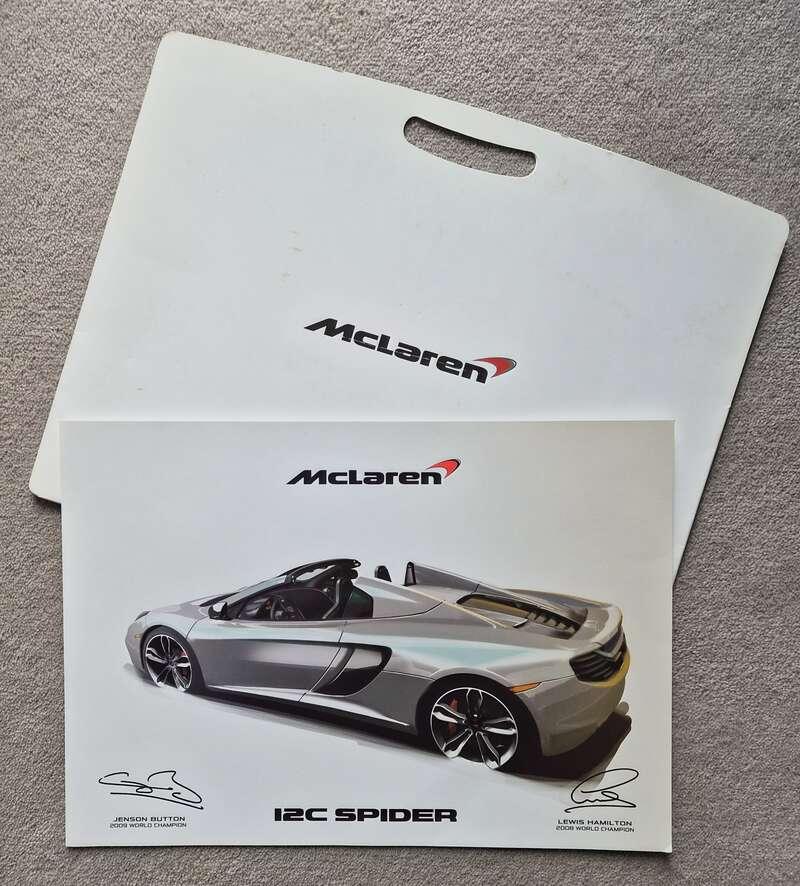 McLaren
McLaren
JENSON BUTTON
2009 WORLD CHAMPION
12C SPIDER
LEWIS HAMILTON
2008 WORLD CHAMPION